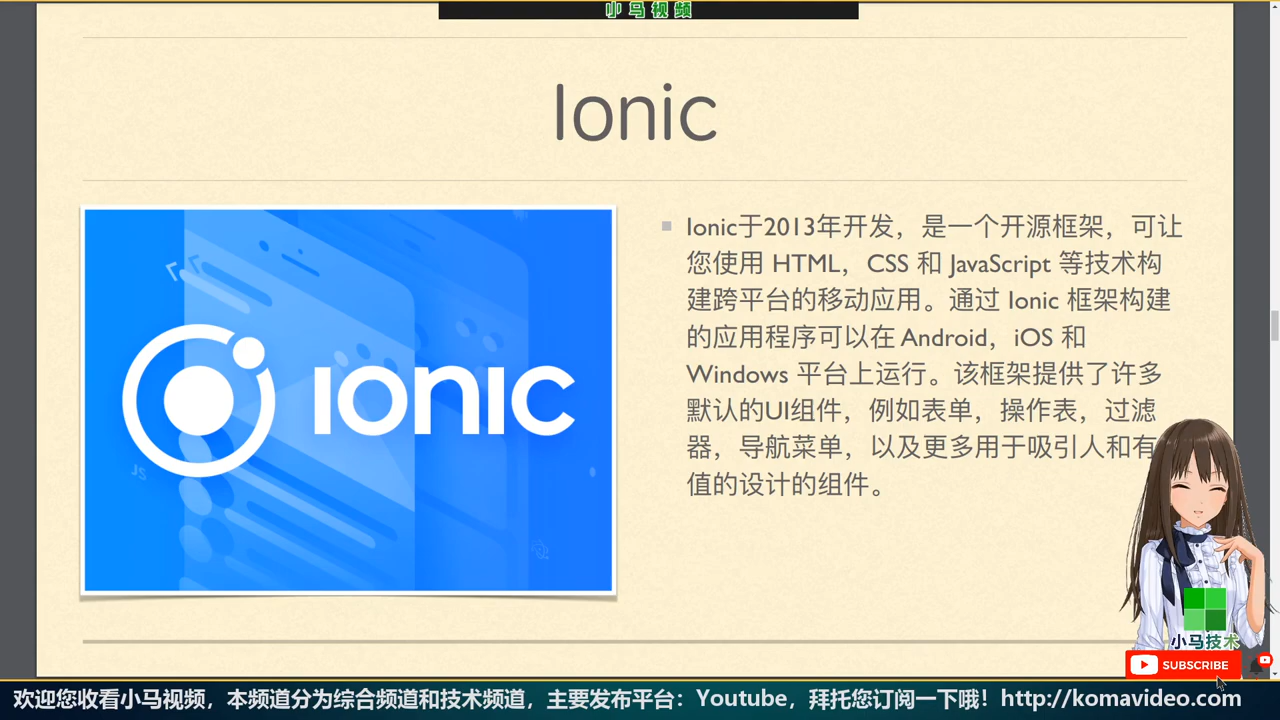 小马视频
Ionic
IONIC
JS
Ionic于2013年开发，是一个开源框架，可让
您使用 HTML，CSS 和 JavaScript 等技术构
建跨平台的移动应用。通过 Ionic 框架构建
的应用程序可以在 Android，iOS 和
Windows 平台上运行。该框架提供了许多
默认的UI组件，例如表单，操作表，过滤
器，导航菜单，以及更多用于吸引人和有
值的设计的组件。
小马技术
SUBSCRIBE
欢迎您收看小马视频，本频道分为综合频道和技术频道，主要发布平台：Youtube，拜托您订阅一下哦！http://komavideo.com